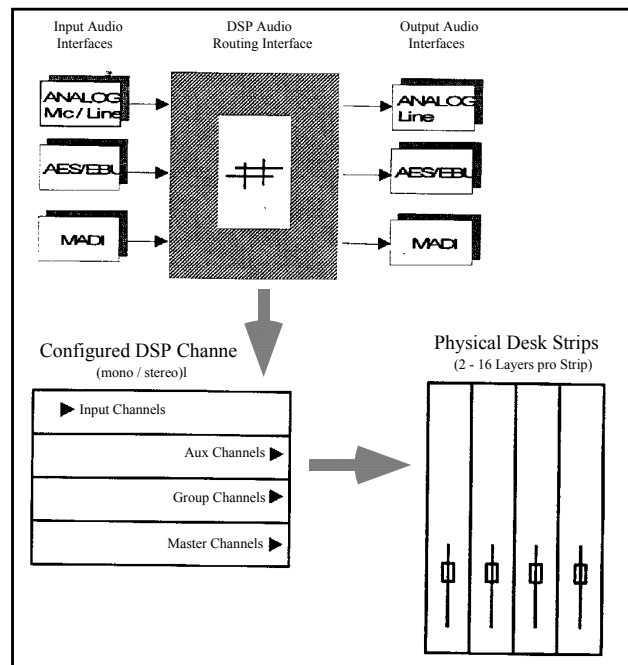 Input Audio
Interfaces
DSP Audio
Routing Interface
Output Audio
Interfaces
ANALOG
Mic / Line
AES/EBU
MADI
ANALOG
Line
AES/EBU
MADI
Configured DSP Channe
(mono / stereo)l
Input Channels
Aux Channels
Group Channels
Master Channels
Physical Desk Strips
(2 - 16 Layers pro Strip)